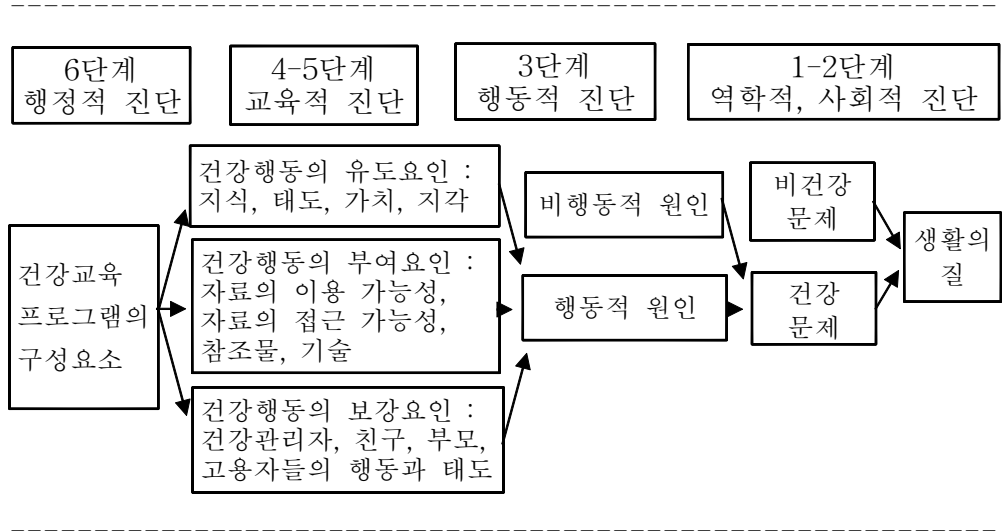 6단계
행정적 진단
4-5단계
교육적 진단
3단계
행동적 진단
1-2단계
역학적, 사회적 진단
건강교육
프로그램의
구성요소
건강행동의 유도요인 :
지식, 태도, 가치, 지각
건강행동의 부여요인 :
자료의 이용 가능성,
자료의 접근 가능성,
참조물, 기술
건강행동의 보강요인 :
건강관리자, 친구, 부모,
고용자들의 행동과 태도
비행동적 원인
행동적 원인
비건강
문제
건강
문제
생활의
질